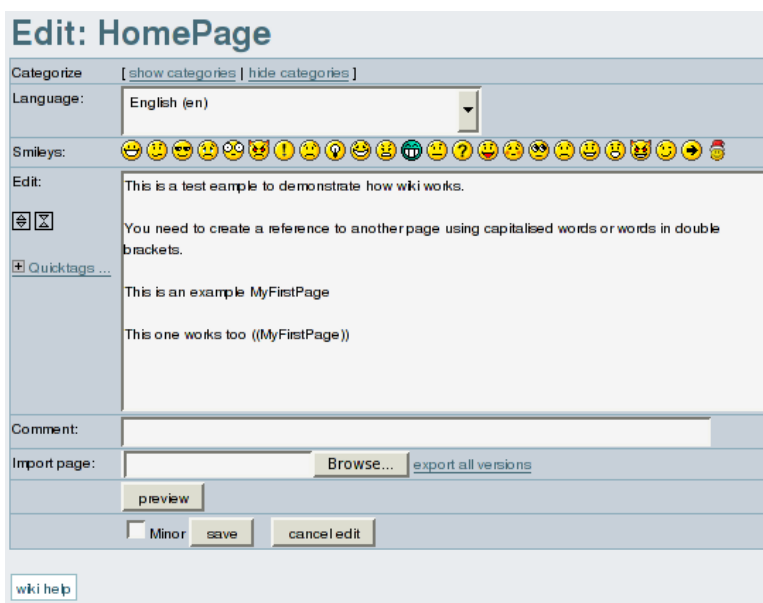 Edit: HomePage
Categorize [ show categories | hide categories ]
Language: English (en)
Smileys:
Edit:
This is a test eample to demonstrate how wiki works.
You need to create a reference to another page using capitalised words or words in double
brackets.
Quicktags ...
This is an example MyFirstPage
This one works too ((MyFirstPage))
Comment:
Import page: Browse... export all versions
preview
Minor save cancel edit
wiki help